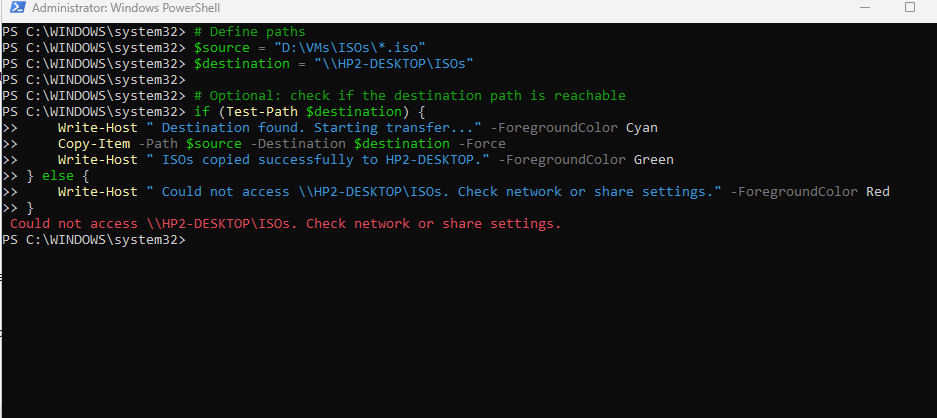 Administrator: Windows PowerShell
PS C:\WINDOWS\system32> # Define paths
PS C:\WINDOWS\system32> $source = "D:\VMs\ISOs\*.iso"
PS C:\WINDOWS\system32> $destination = "\\HP2-DESKTOP\ISOs"
PS C:\WINDOWS\system32>
PS C:\WINDOWS\system32> # Optional: check if the destination path is reachable
PS C:\WINDOWS\system32> if (Test-Path $destination) {
>>     Write-Host " Destination found. Starting transfer..." -ForegroundColor Cyan
>>     Copy-Item -Path $source -Destination $destination -Force
>>     Write-Host " ISOs copied successfully to HP2-DESKTOP." -ForegroundColor Green
>> } else {
>>     Write-Host " Could not access \\HP2-DESKTOP\ISOs. Check network or share settings." -ForegroundColor Red
>> }
 Could not access \\HP2-DESKTOP\ISOs. Check network or share settings.
PS C:\WINDOWS\system32>